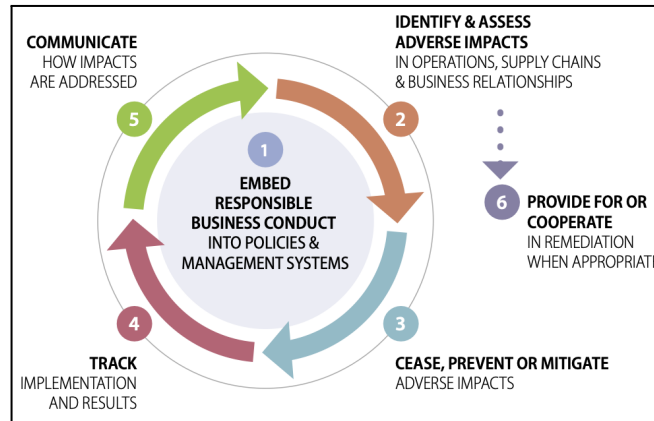 1
EMBED
RESPONSIBLE
BUSINESS CONDUCT
INTO POLICIES &
MANAGEMENT SYSTEMS
2
IDENTIFY & ASSESS
ADVERSE IMPACTS
IN OPERATIONS, SUPPLY CHAINS
& BUSINESS RELATIONSHIPS
3
CEASE, PREVENT OR MITIGATE
ADVERSE IMPACTS
4
TRACK
IMPLEMENTATION
AND RESULTS
5
COMMUNICATE
HOW IMPACTS
ARE ADDRESSED
6
PROVIDE FOR OR
COOPERATE
IN REMEDIATION
WHEN APPROPRIATE